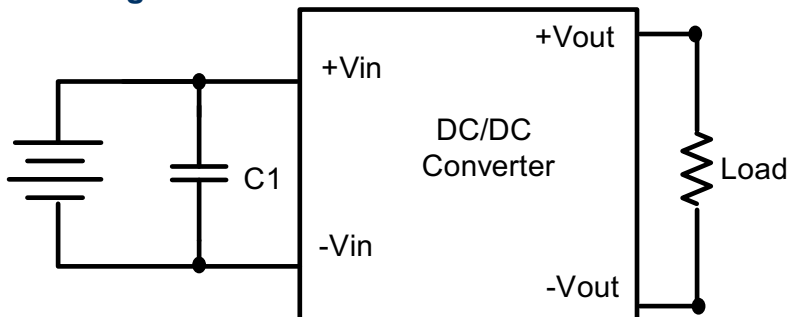 +Vout
+Vin
DC/DC
Converter
C1
Load
-Vin
-Vout